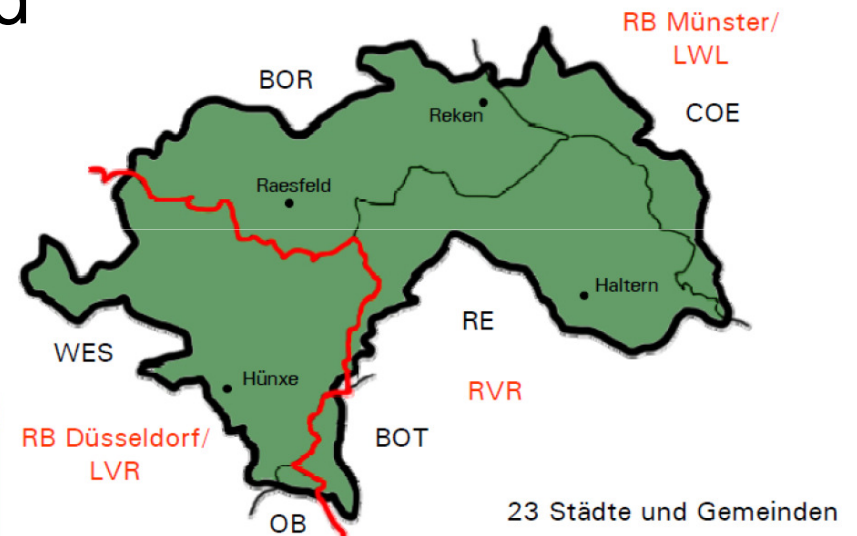 RB Münster/
LWL
BOR
COE
Reken
Raesfeld
Haltern
RE
WES
Hünxe
RVR
RB Düsseldorf/
LVR
BOT
23 Städte und Gemeinden
OB